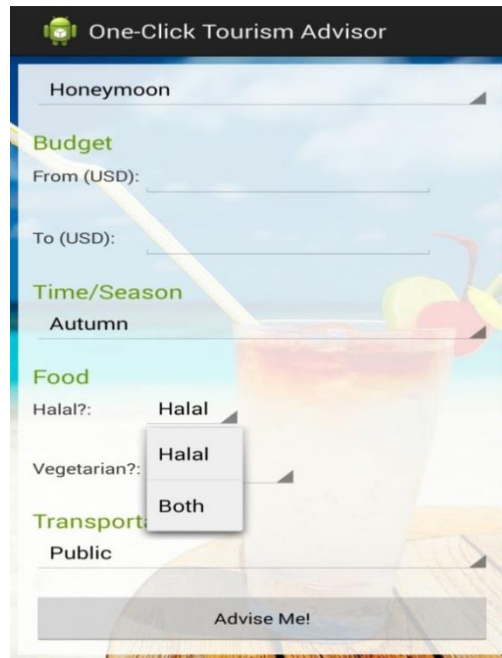 One-Click Tourism Advisor
Honeymoon
Budget
From (USD):
To (USD):
Time/Season
Autumn
Food
Halal?: Halal
Halal
Vegetarian?:
Both
Transport
Public
Advise Me!